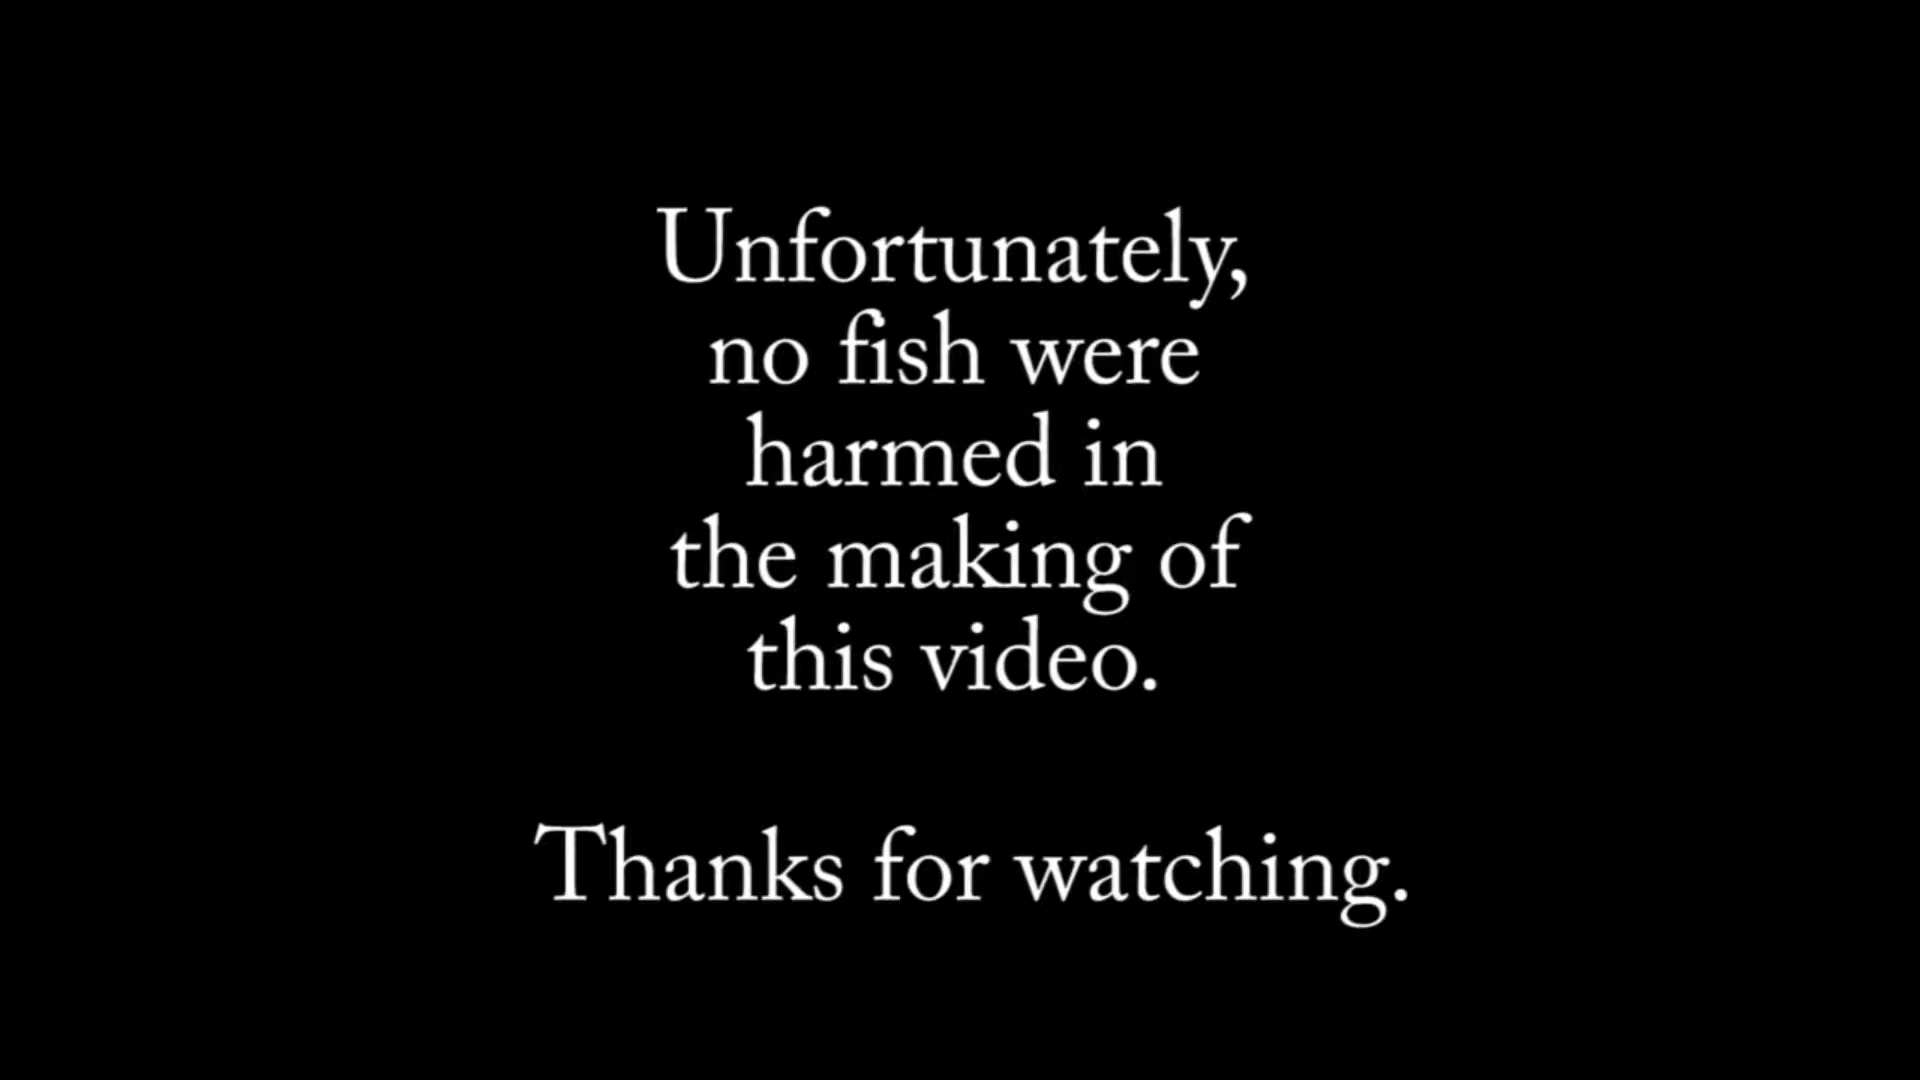 Unfortunately,
no fish were
harmed in
the making of
this video.
Thanks for watching.